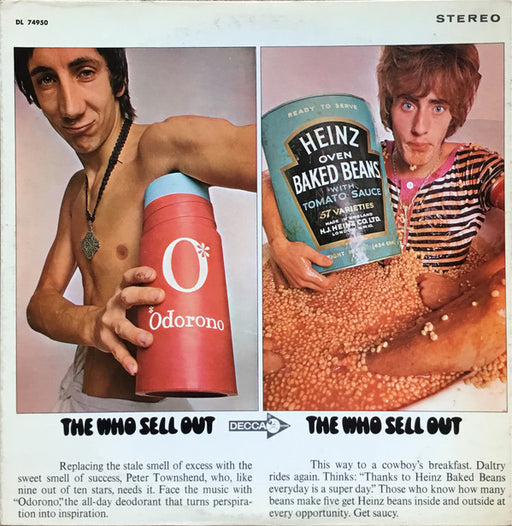 DL 74950
STEREO
O*
Odorono
READY TO SERVE
HEINZ
OVEN
BAKED BEANS
WITH
TOMATO SAUCE
57 VARIETIES
MADE IN ENGLAND
H.J. HEINZ CO. LTD.
THE WHO SELL OUT
DECCA
THE WHO SELL OUT
Replacing the stale smell of excess with the
sweet smell of success, Peter Townshend, who, like
nine out of ten stars, needs it. Face the music with
"Odorono," the all-day deodorant that turns perspira-
tion into inspiration.
This way to a cowboy's breakfast. Daltry
rides again. Thinks: "Thanks to Heinz Baked Beans
everyday is a super day." Those who know how many
beans make five get Heinz beans inside and outside at
every opportunity. Get saucy.